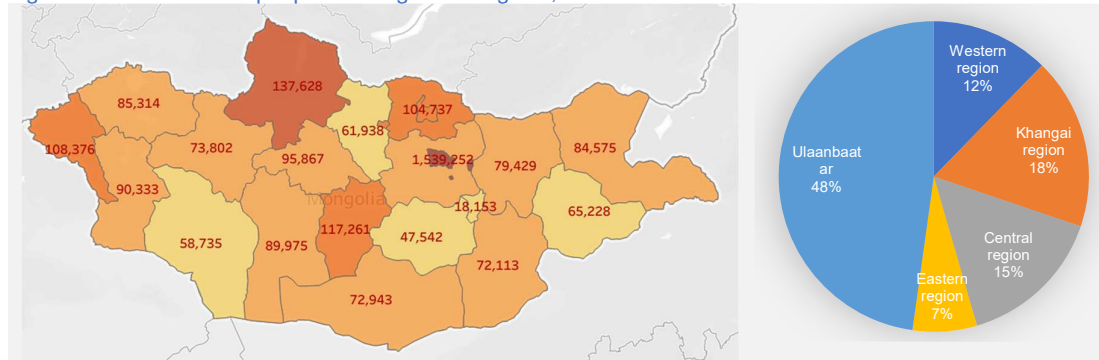 137,628
85,314
104,737
61,938
108,376
73,802
95,867
1,539,252
79,429
84,575
90,333
Mongolia
18,153
65,228
58,735
89,975
117,261
47,542
72,113
72,943
Western
region
12%
Khangai
region
18%
Central
region
15%
Eastern
region
7%
Ulaanbaat
ar
48%